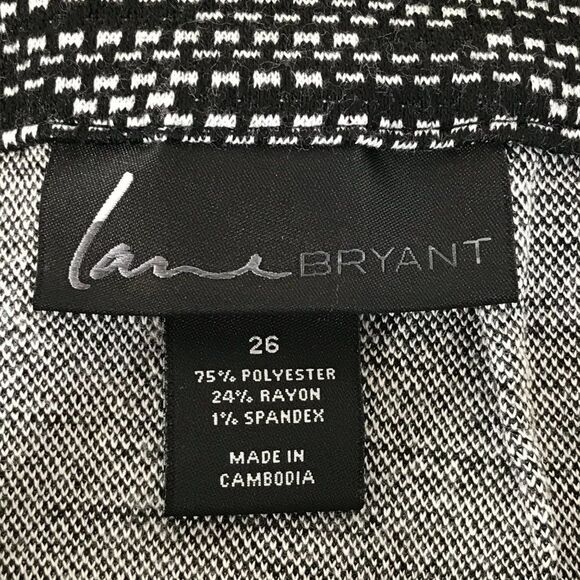 Lane BRYANT
26
75% POLYESTER
24% RAYON
1% SPANDEX
MADE IN
CAMBODIA